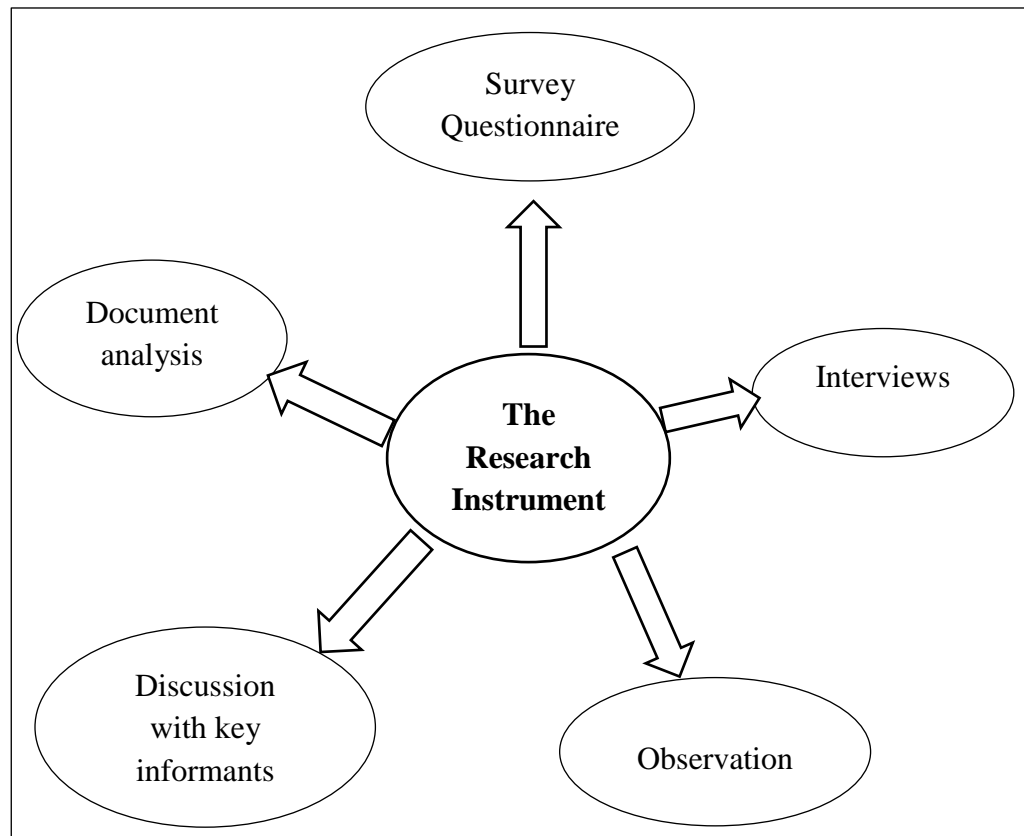 Survey
Questionnaire
Document
analysis
Interviews
The
Research
Instrument
Discussion
with key
informants
Observation